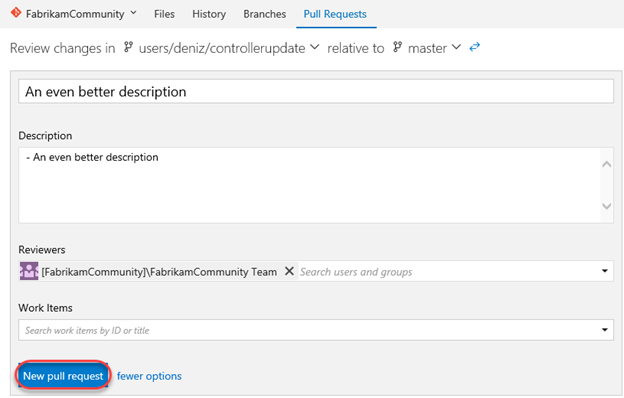 FabrikamCommunity Files History Branches Pull Requests
Review changes in users/deniz/controllerupdate relative to master
An even better description
Description
- An even better description
Reviewers
[FabrikamCommunity]\FabrikamCommunity Team Search users and groups
Work Items
Search work items by ID or title
New pull request fewer options